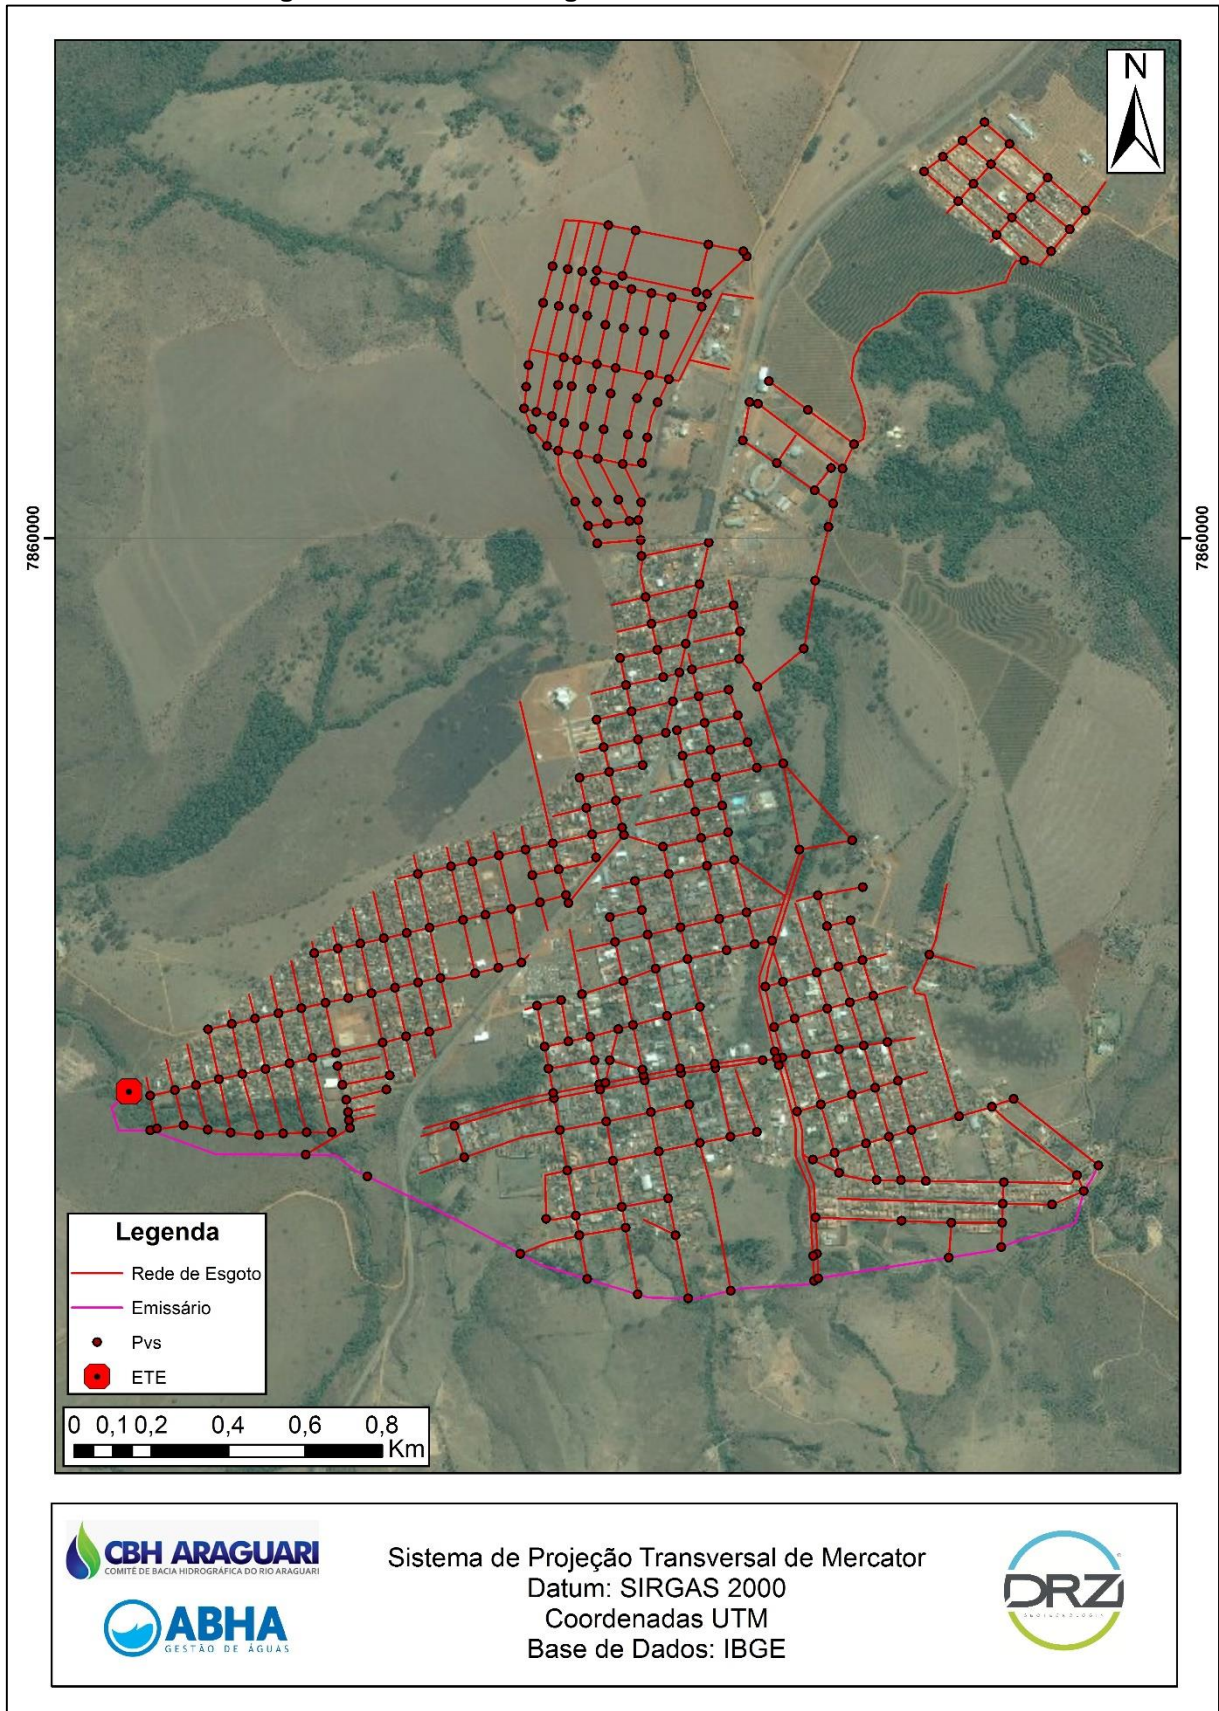 N
7860000
7860000
Legenda
Rede de Esgoto
Emissário
Pvs
ETE
0 0,1 0,2 0,4 0,6 0,8
Km
CBH ARAGUARI
COMITÊ DE BACIA HIDROGRÁFICA DO RIO ARAGUARI
ABHA
GESTÃO DE ÁGUAS
Sistema de Projeção Transversal de Mercator
Datum: SIRGAS 2000
Coordenadas UTM
Base de Dados: IBGE
DRZ